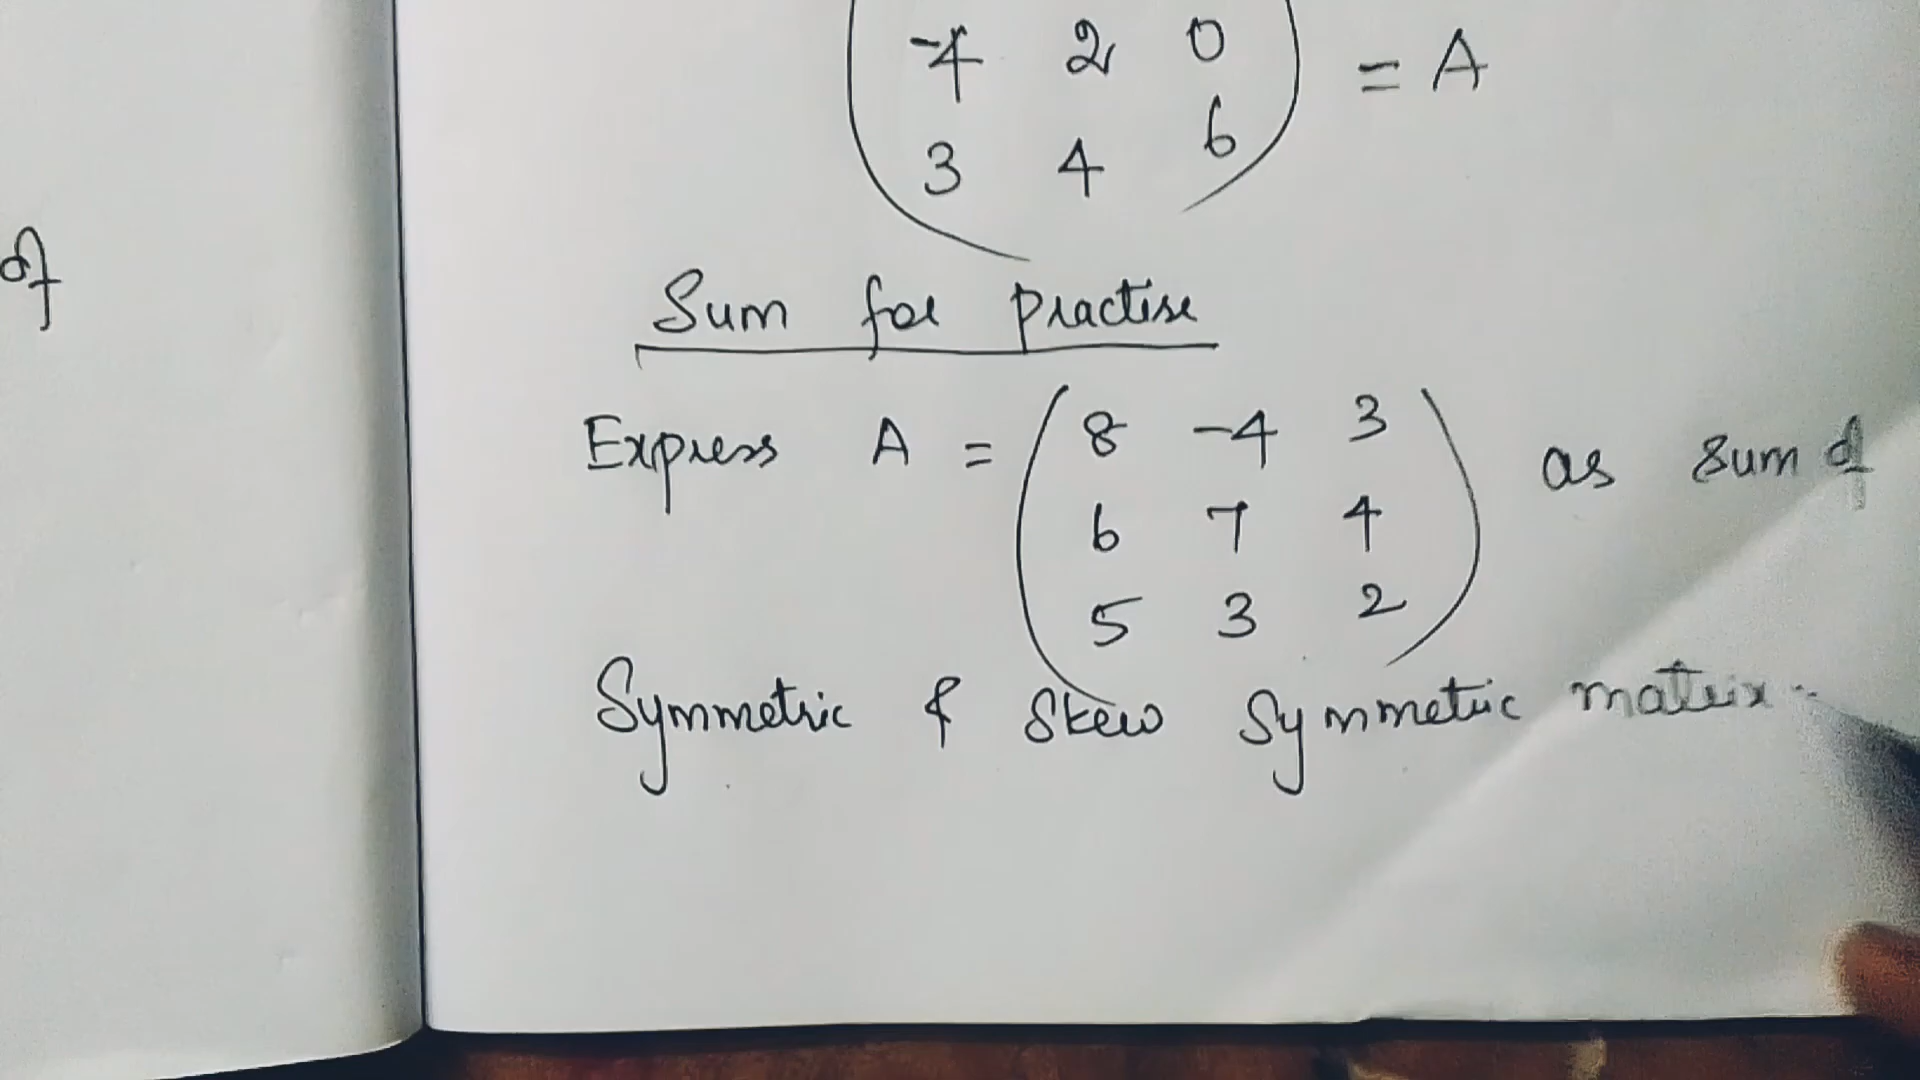 -4 2 0 = A
3 4 6
of
Sum for practise
Express A = 8 -4 3 as sum of
6 7 4
5 3 2
Symmetric & Skew Symmetric matrix.